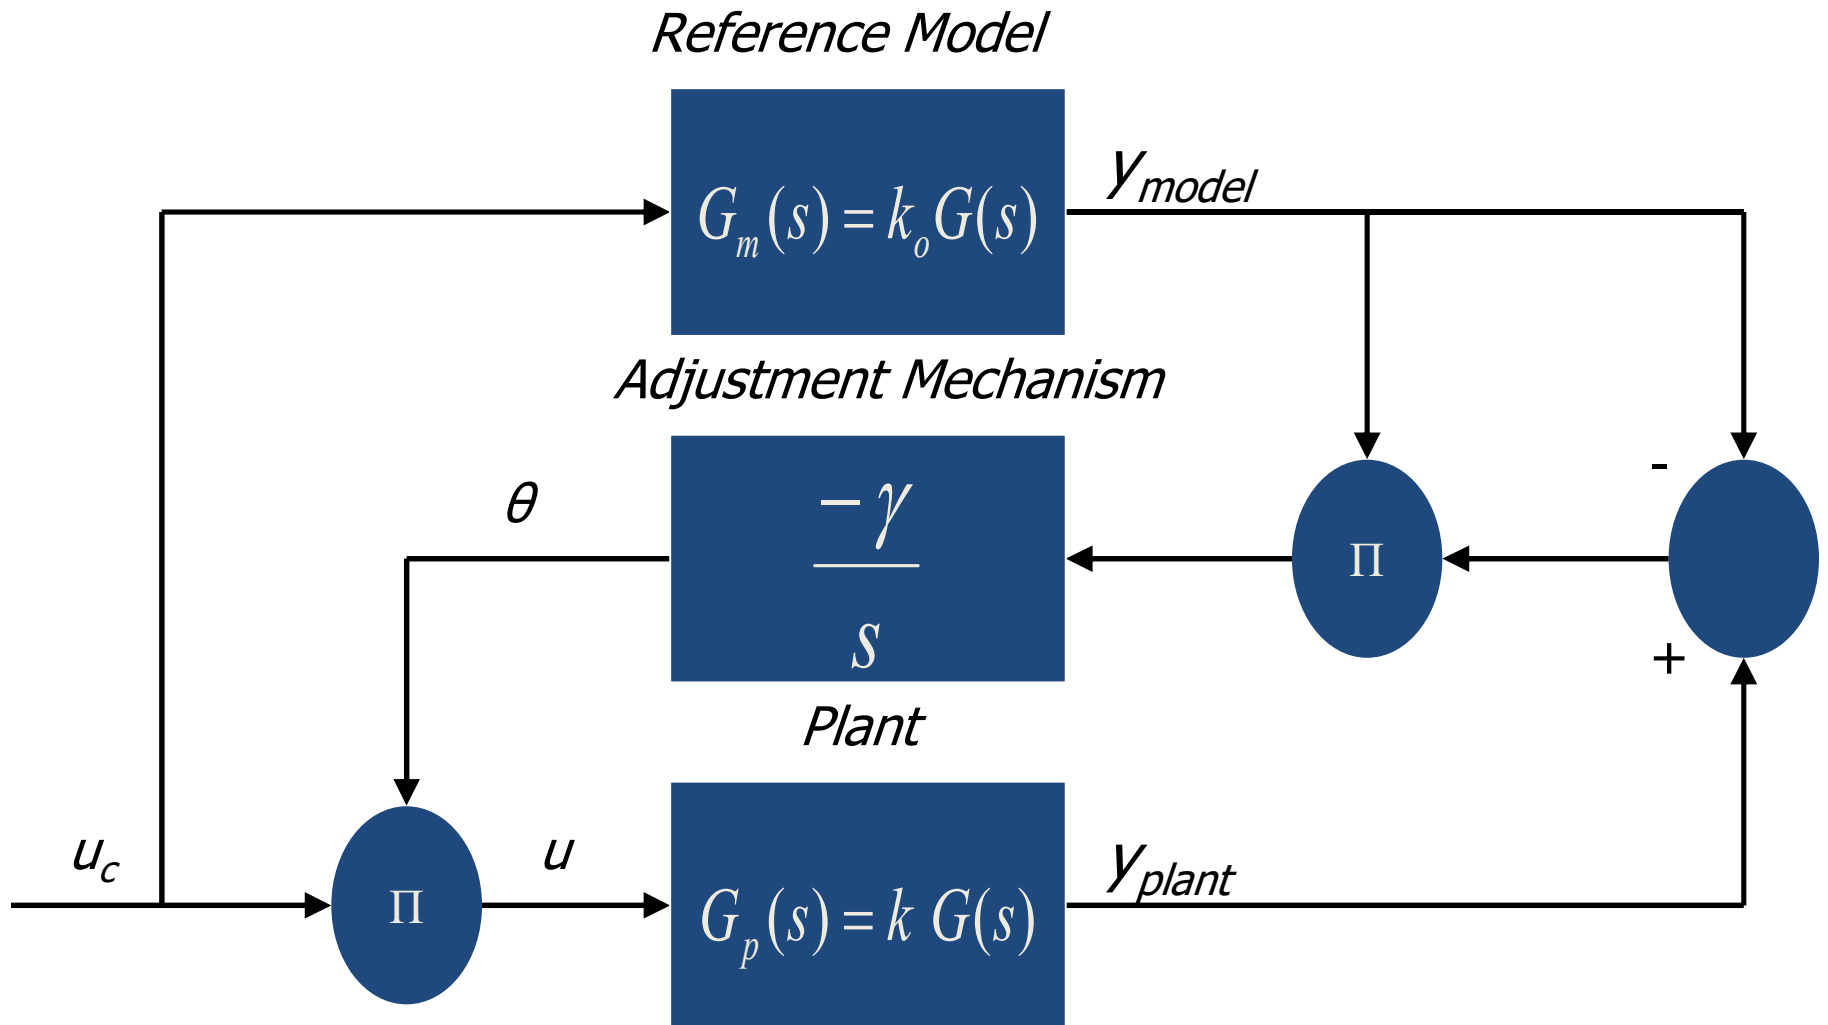 Reference Model
G_m(s) = k_o G(s)
y_model
Adjustment Mechanism
θ
−γ
s
Π
-
+
Plant
u_c
Π
u
G_p(s) = k G(s)
y_plant